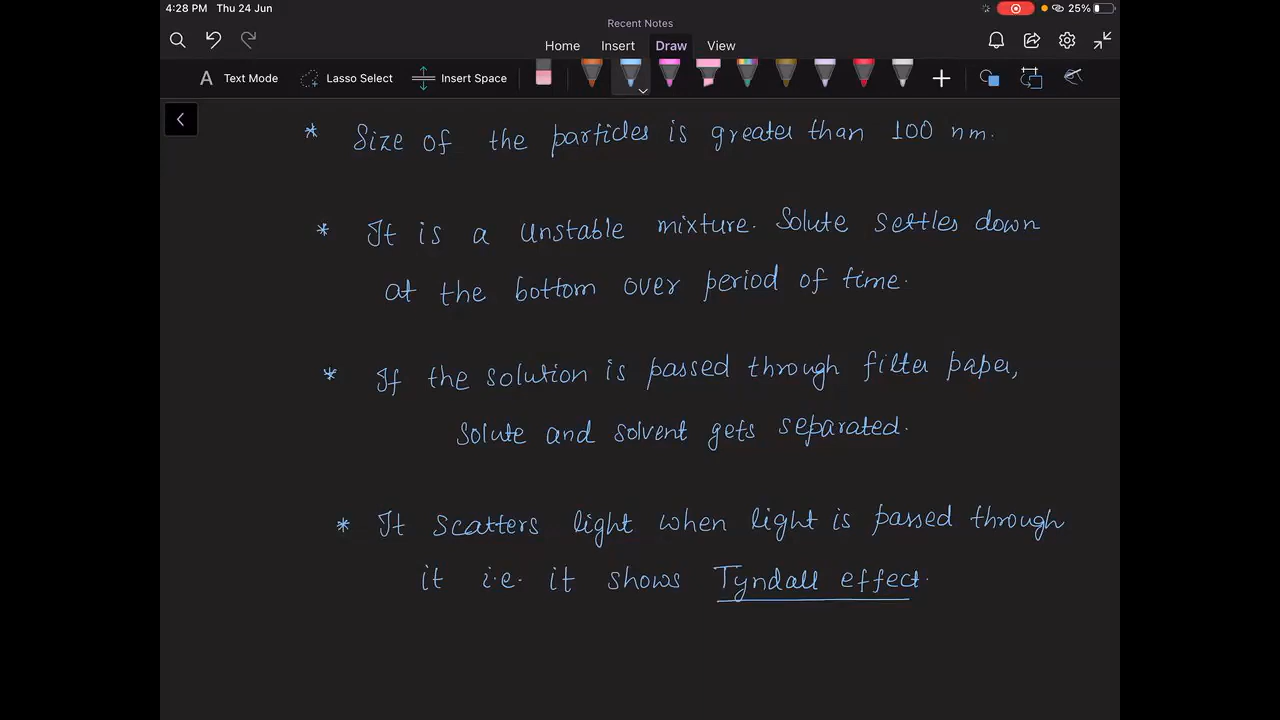 4:28 PM Thu 24 Jun
25%
Recent Notes
Home Insert Draw View
Text Mode Lasso Select Insert Space
* Size of the particles is greater than 100 nm.
* It is a unstable mixture. Solute settles down
at the bottom over period of time.
* If the solution is passed through filter paper,
solute and solvent gets separated.
* It scatters light when light is passed through
it i.e. it shows Tyndall effect.